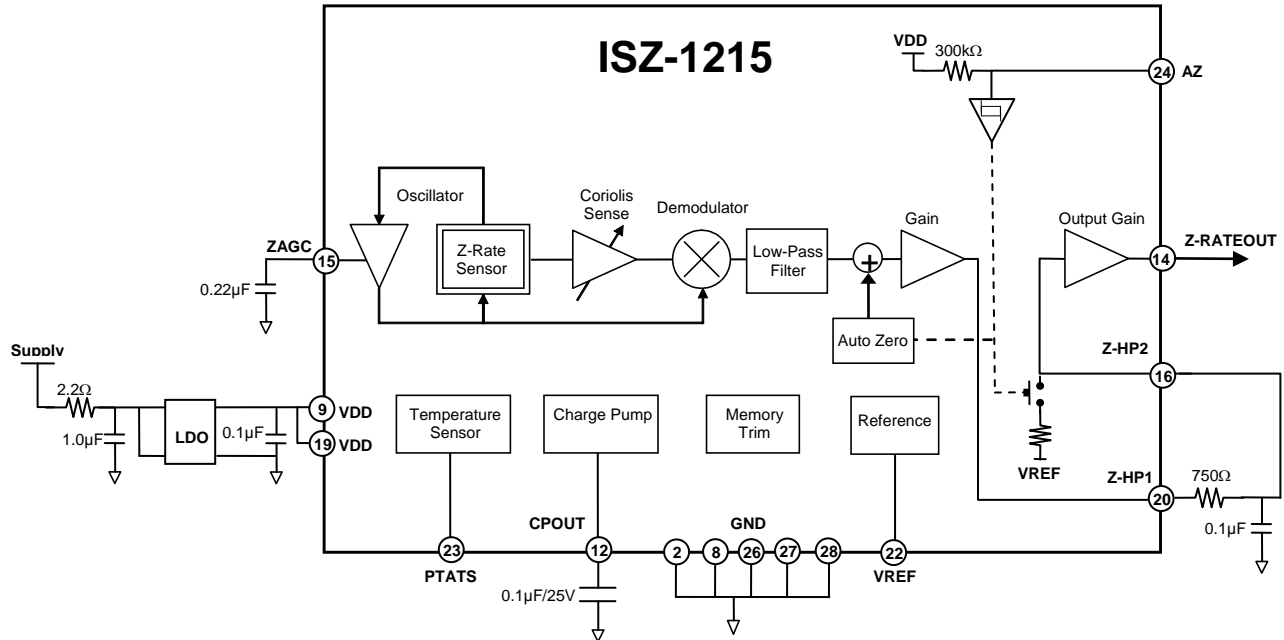 ISZ-1215
VDD
300kΩ
24
AZ
Oscillator
Coriolis
Sense
Demodulator
Gain
Output Gain
ZAGC
15
Z-Rate
Sensor
Low-Pass
Filter
+
14
Z-RATEOUT
0.22µF
Auto Zero
Z-HP2
16
Supply
2.2Ω
1.0µF
LDO
0.1µF
9
VDD
19
VDD
Temperature
Sensor
Charge Pump
Memory
Trim
Reference
VREF
Z-HP1
20
750Ω
0.1µF
CPOUT
GND
23
12
2
8
26
27
28
22
PTATS
VREF
0.1µF/25V